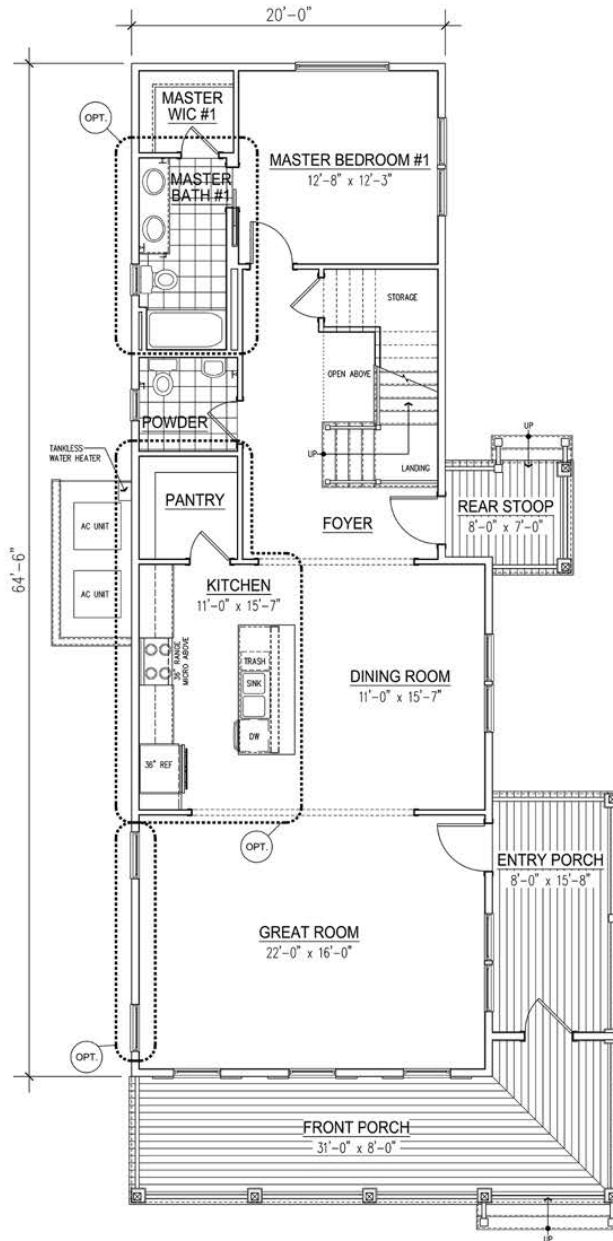 20'-0"
OPT.
MASTER
WIC #1
MASTER BEDROOM #1
12'-8" x 12'-3"
MASTER
BATH #1
STORAGE
OPEN ABOVE
POWDER
UP
LANDING
UP
TANKLESS
WATER HEATER
PANTRY
FOYER
REAR STOOP
8'-0" x 7'-0"
AC UNIT
AC UNIT
64'-6"
KITCHEN
11'-0" x 15'-7"
36" RANGE
MICRO ABOVE
TRASH
SINK
DW
36" REF
DINING ROOM
11'-0" x 15'-7"
OPT.
ENTRY PORCH
8'-0" x 15'-8"
GREAT ROOM
22'-0" x 16'-0"
OPT.
FRONT PORCH
31'-0" x 8'-0"
UP